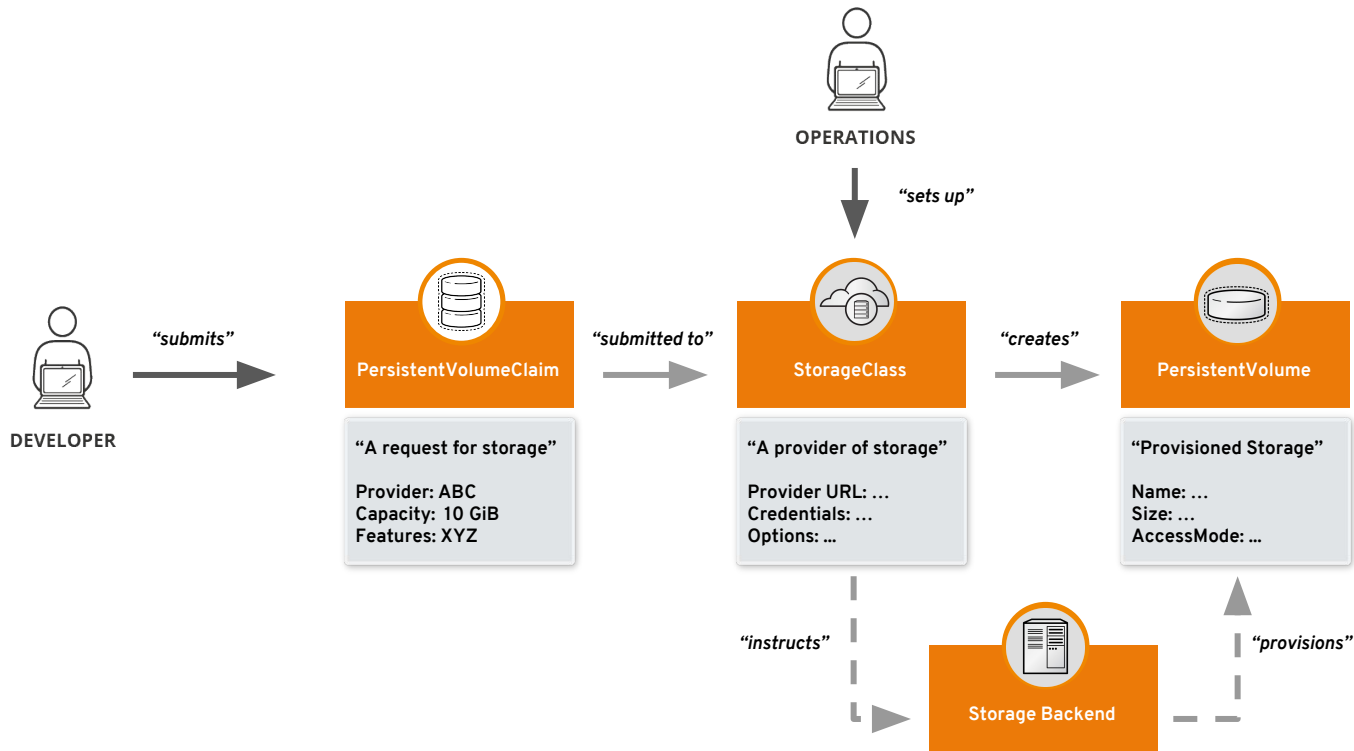 OPERATIONS
“sets up”
DEVELOPER
“submits”
PersistentVolumeClaim
“A request for storage”
Provider: ABC
Capacity: 10 GiB
Features: XYZ
“submitted to”
StorageClass
“A provider of storage”
Provider URL: ...
Credentials: ...
Options: ...
“creates”
PersistentVolume
“Provisioned Storage”
Name: ...
Size: ...
AccessMode: ...
“instructs”
Storage Backend
“provisions”